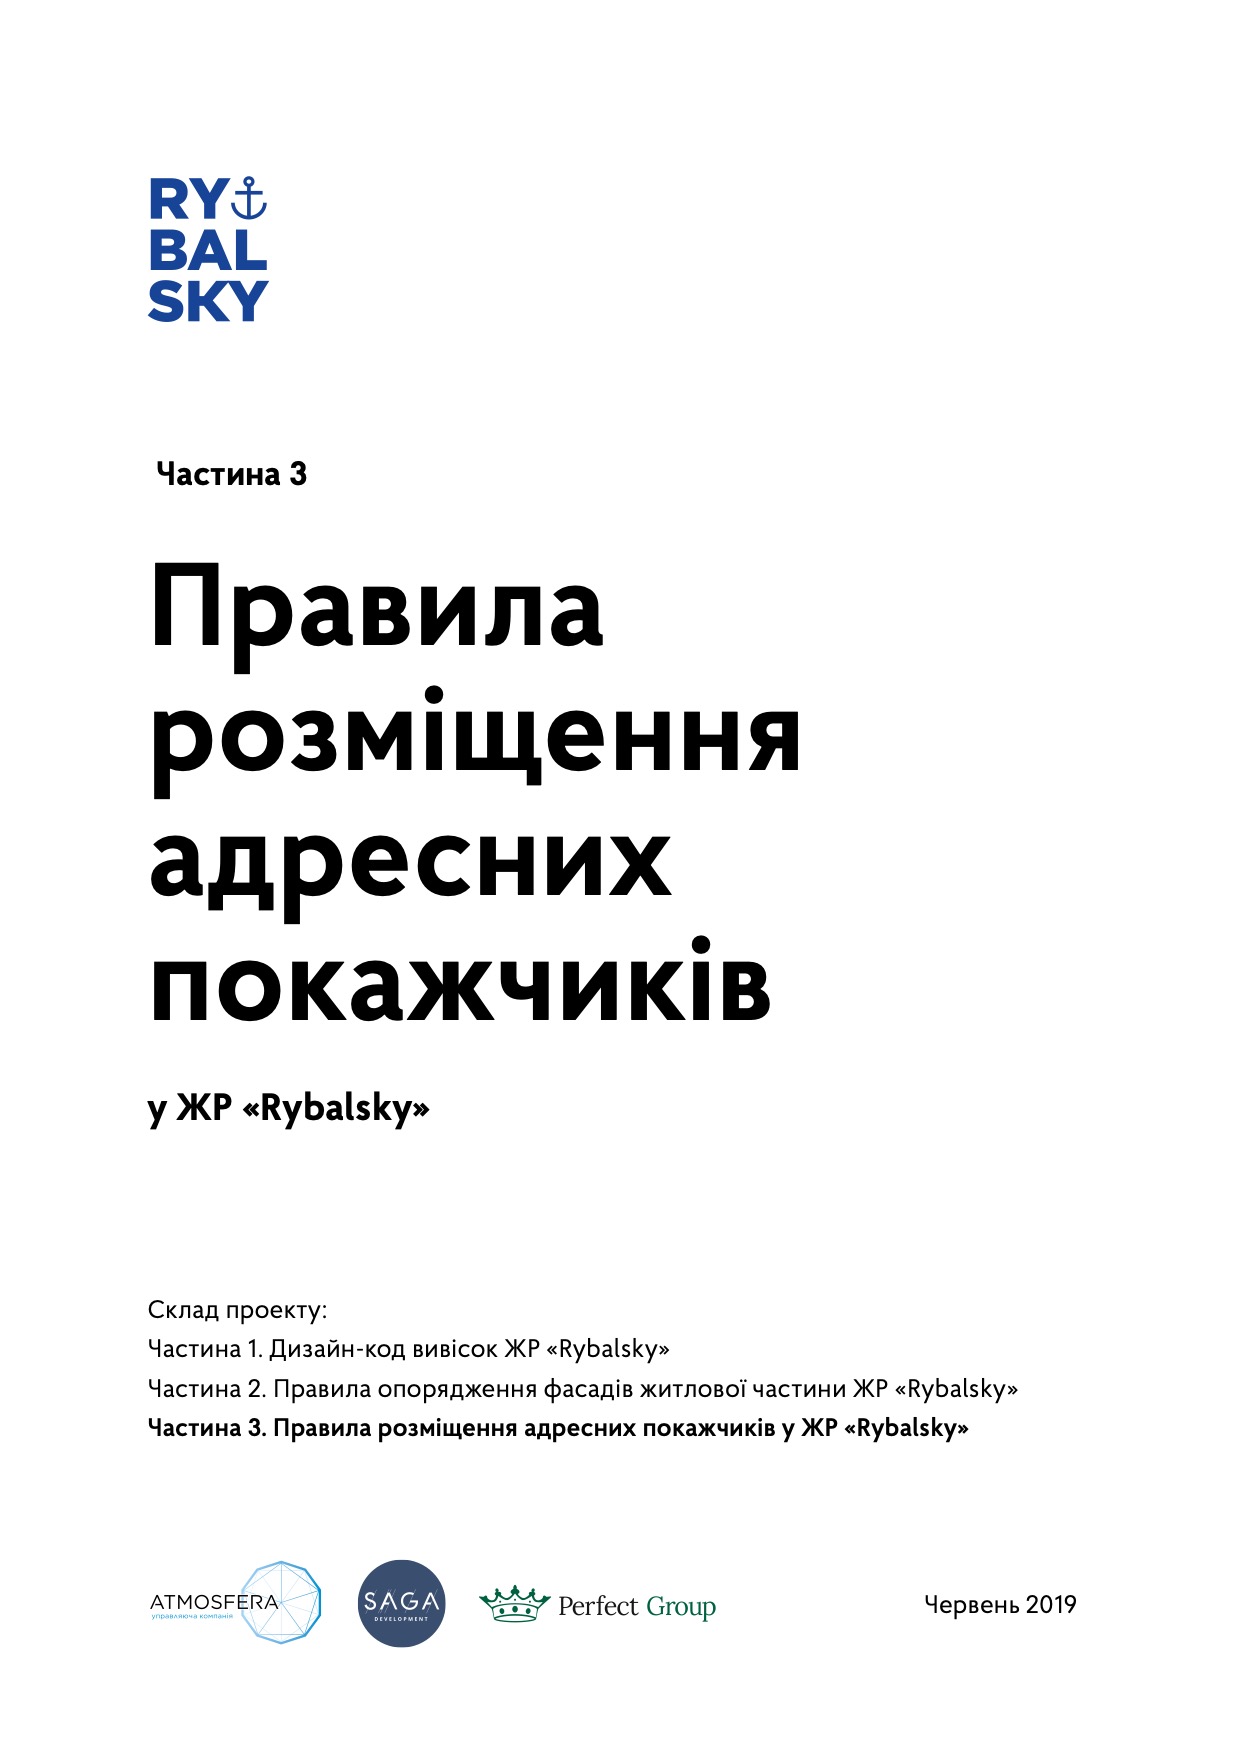 RY
BAL
SKY
Частина 3
Правила
розміщення
адресних
покажчиків
у ЖР «Rybalsky»
Склад проекту:
Частина 1. Дизайн-код вивісок ЖР «Rybalsky»
Частина 2. Правила опорядження фасадів житлової частини ЖР «Rybalsky»
Частина 3. Правила розміщення адресних покажчиків у ЖР «Rybalsky»
ATMOSFERA
управляюча компанія
SAGA
DEVELOPMENT
Perfect Group
Червень 2019